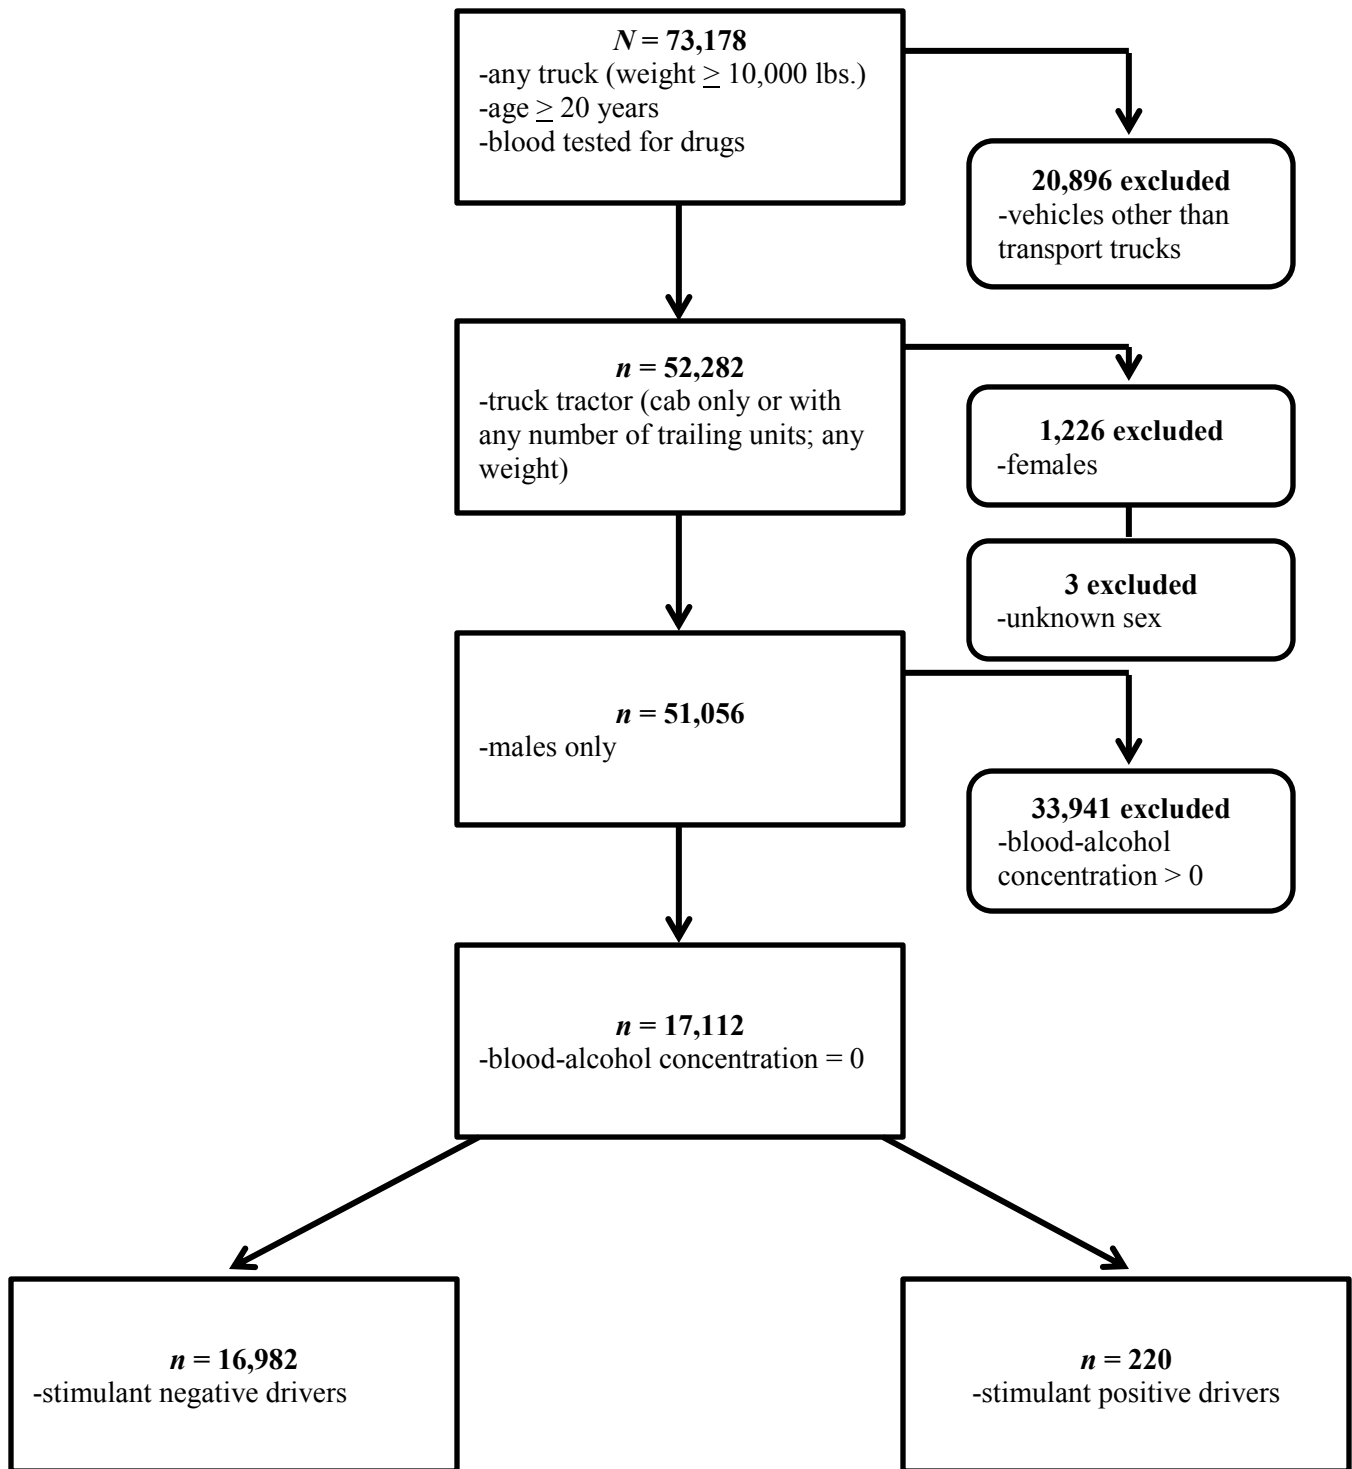 N = 73,178
-any truck (weight ≥ 10,000 lbs.)
-age ≥ 20 years
-blood tested for drugs
20,896 excluded
-vehicles other than
transport trucks
n = 52,282
-truck tractor (cab only or with
any number of trailing units; any
weight)
1,226 excluded
-females
3 excluded
-unknown sex
n = 51,056
-males only
33,941 excluded
-blood-alcohol
concentration > 0
n = 17,112
-blood-alcohol concentration = 0
n = 16,982
-stimulant negative drivers
n = 220
-stimulant positive drivers